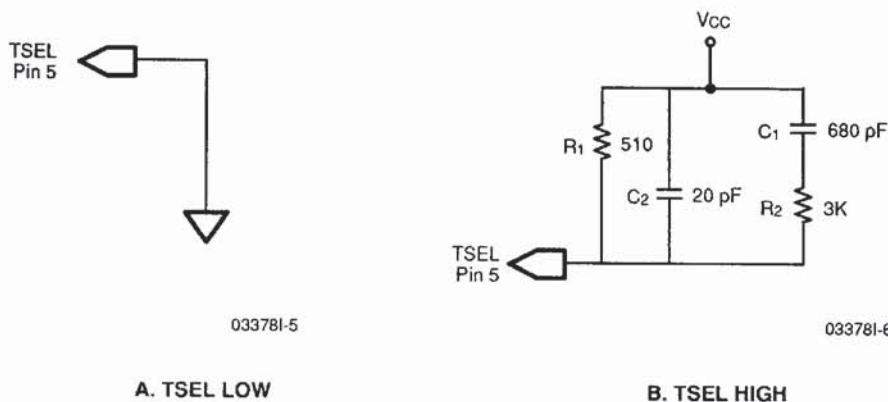 TSEL
Pin 5
03378I-5
A. TSEL LOW
VCC
R1 510
C2 20 pF
C1 680 pF
R2 3K
TSEL
Pin 5
03378I-6
B. TSEL HIGH